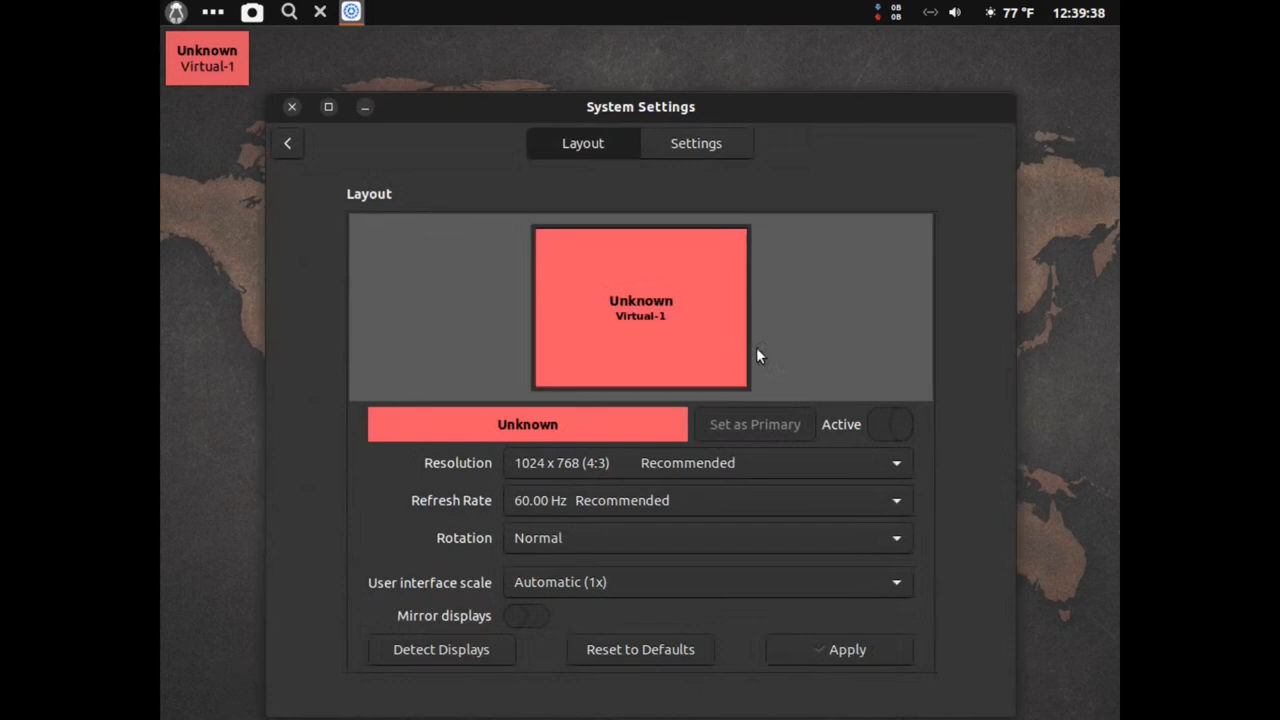 0B
0B
77 °F
12:39:38
Unknown
Virtual-1
System Settings
Layout
Settings
Layout
Unknown
Virtual-1
Unknown
Set as Primary
Active
Resolution
1024 x 768 (4:3) Recommended
Refresh Rate
60.00 Hz Recommended
Rotation
Normal
User interface scale
Automatic (1x)
Mirror displays
Detect Displays
Reset to Defaults
Apply